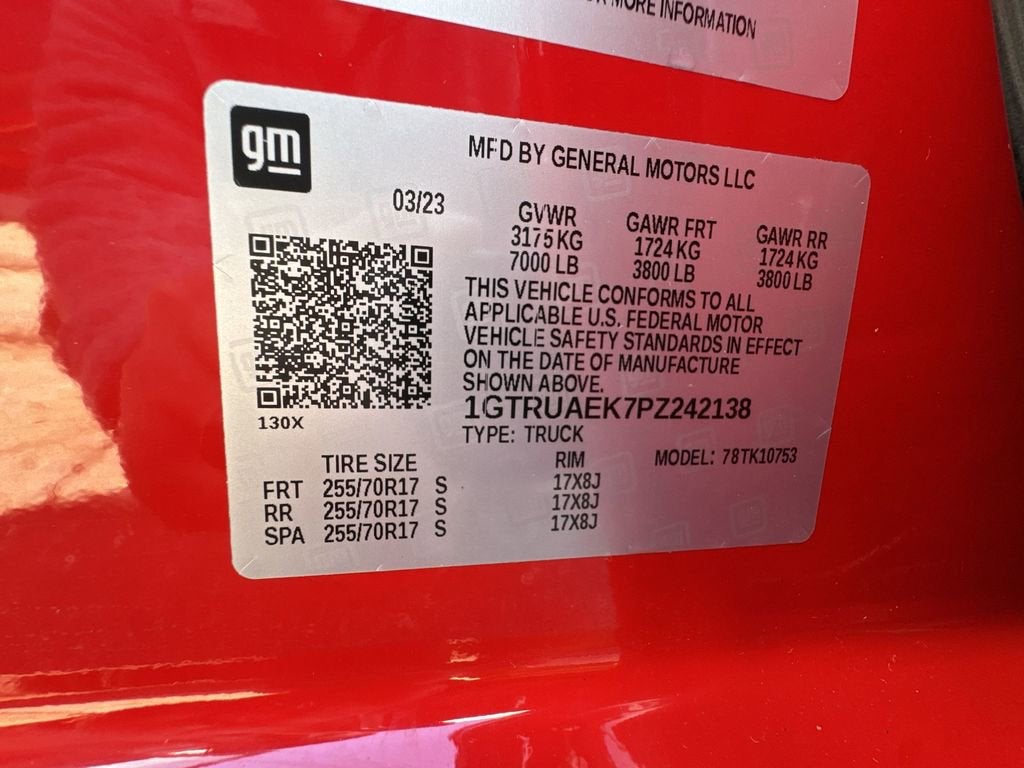 OR MORE INFORMATION
gm
MFD BY GENERAL MOTORS LLC
03/23
GVWR GAWR FRT GAWR RR
3175 KG 1724 KG 1724 KG
7000 LB 3800 LB 3800 LB
THIS VEHICLE CONFORMS TO ALL
APPLICABLE U.S. FEDERAL MOTOR
VEHICLE SAFETY STANDARDS IN EFFECT
ON THE DATE OF MANUFACTURE
SHOWN ABOVE.
1GTRUAEK7PZ242138
130X
TYPE: TRUCK
MODEL: 78TK10753
TIRE SIZE RIM
FRT 255/70R17 S 17X8J
RR 255/70R17 S 17X8J
SPA 255/70R17 S 17X8J